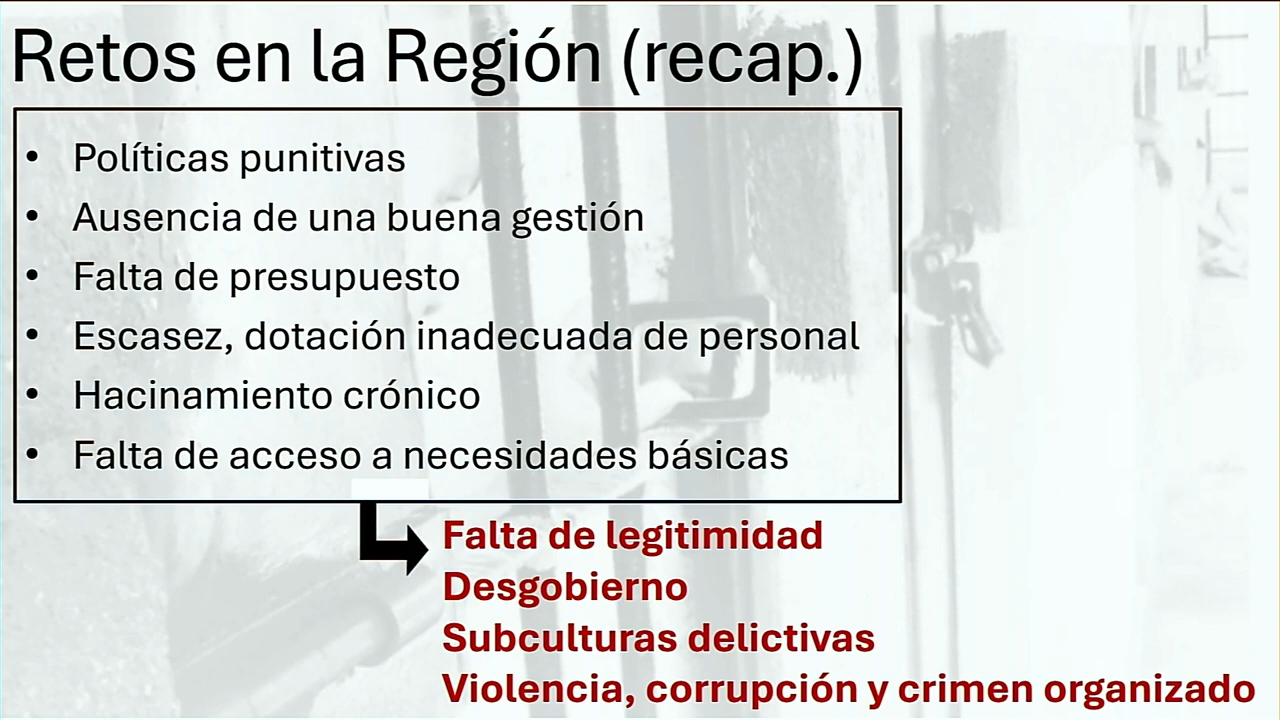 Retos en la Región (recap.)
• Políticas punitivas
• Ausencia de una buena gestión
• Falta de presupuesto
• Escasez, dotación inadecuada de personal
• Hacinamiento crónico
• Falta de acceso a necesidades básicas
Falta de legitimidad
Desgobierno
Subculturas delictivas
Violencia, corrupción y crimen organizado